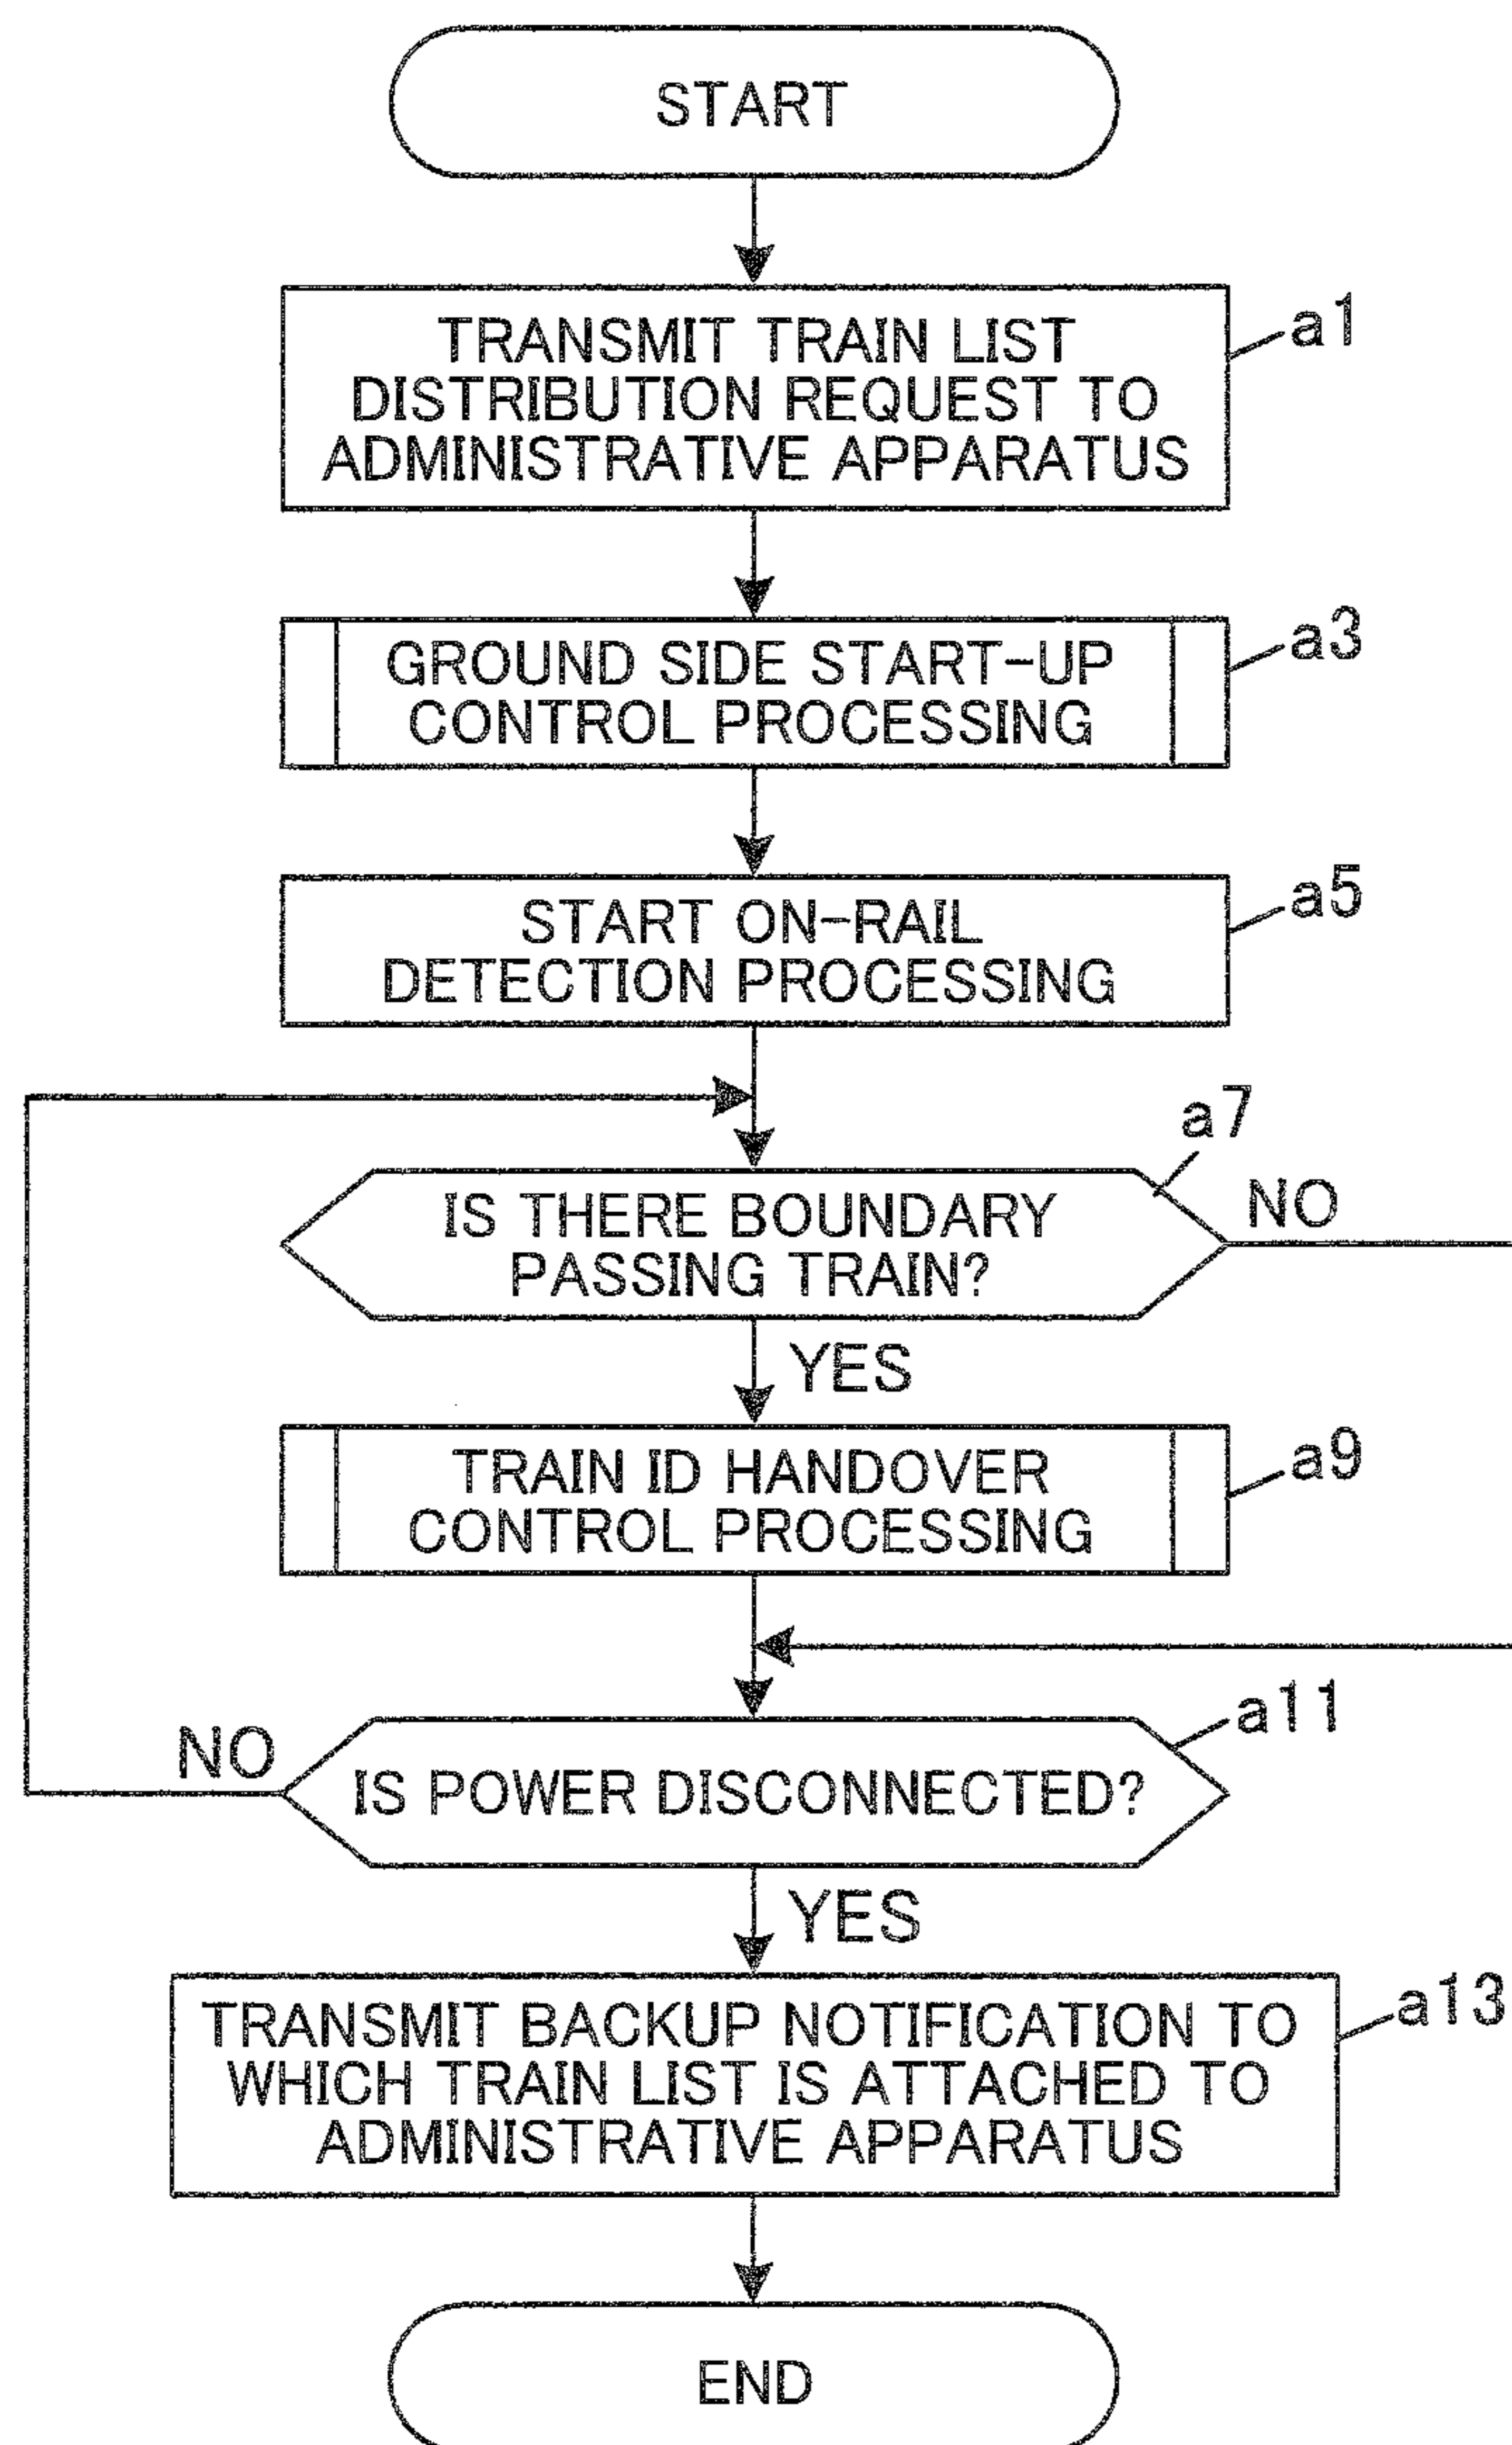 START
TRANSMIT TRAIN LIST
DISTRIBUTION REQUEST TO
ADMINISTRATIVE APPARATUS
a1
GROUND SIDE START-UP
CONTROL PROCESSING
a3
START ON-RAIL
DETECTION PROCESSING
a5
a7
IS THERE BOUNDARY
PASSING TRAIN?
NO
YES
TRAIN ID HANDOVER
CONTROL PROCESSING
a9
a11
NO
IS POWER DISCONNECTED?
YES
TRANSMIT BACKUP NOTIFICATION TO
WHICH TRAIN LIST IS ATTACHED TO
ADMINISTRATIVE APPARATUS
a13
END